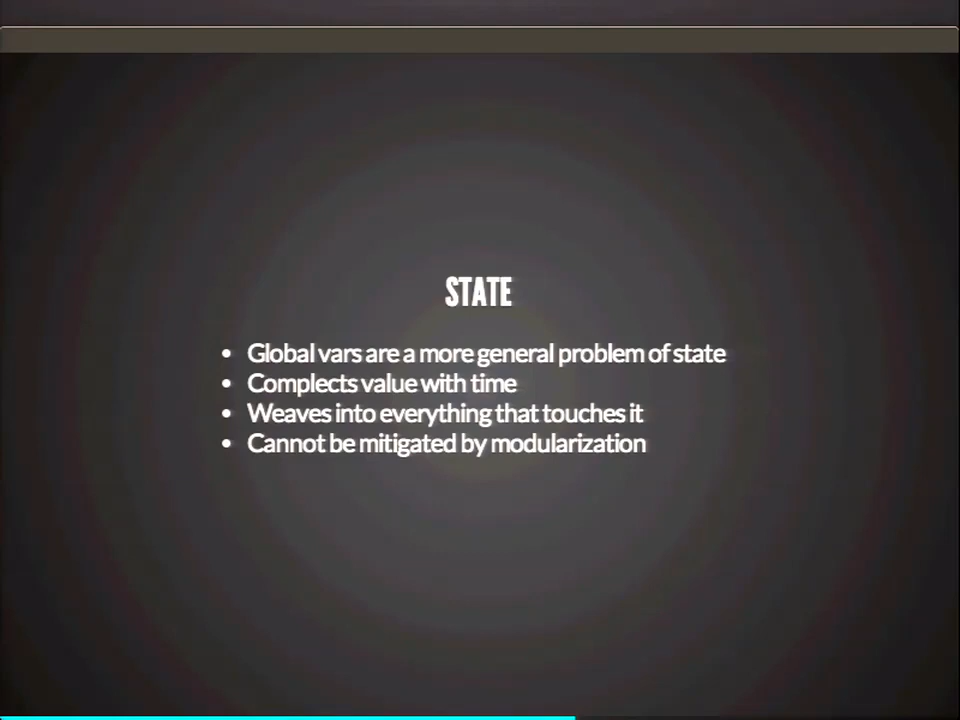 STATE
• Global vars are a more general problem of state
• Complects value with time
• Weaves into everything that touches it
• Cannot be mitigated by modularization